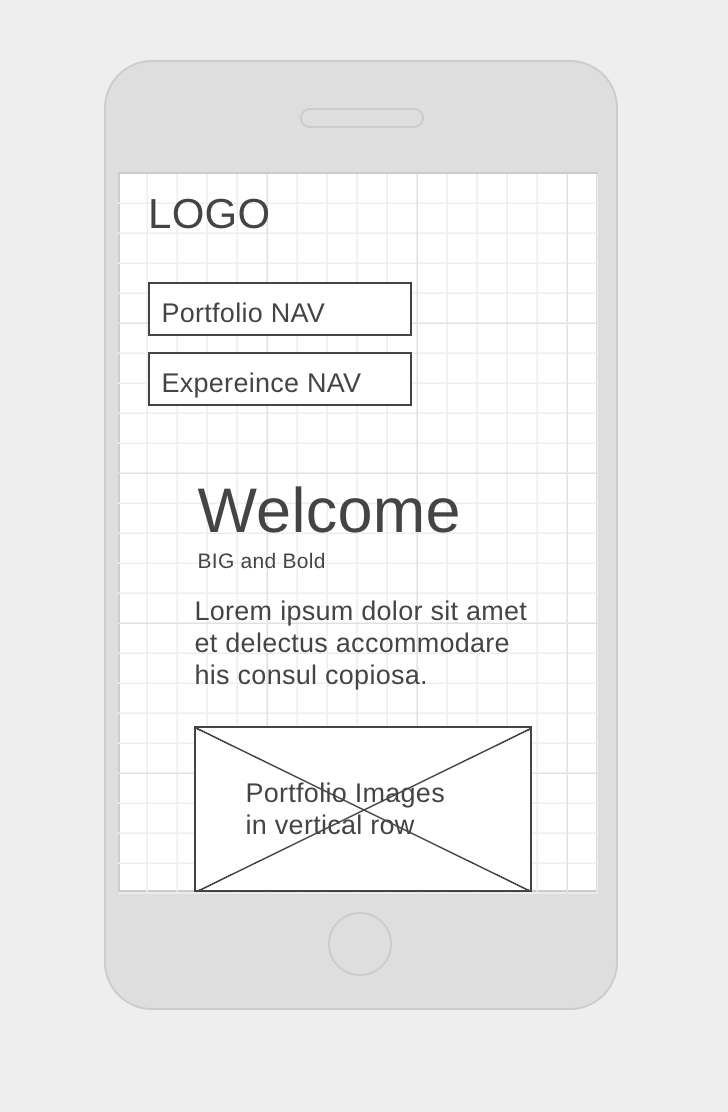 LOGO
Portfolio NAV
Expereince NAV
Welcome
BIG and Bold
Lorem ipsum dolor sit amet
et delectus accommodare
his consul copiosa.
Portfolio Images
in vertical row